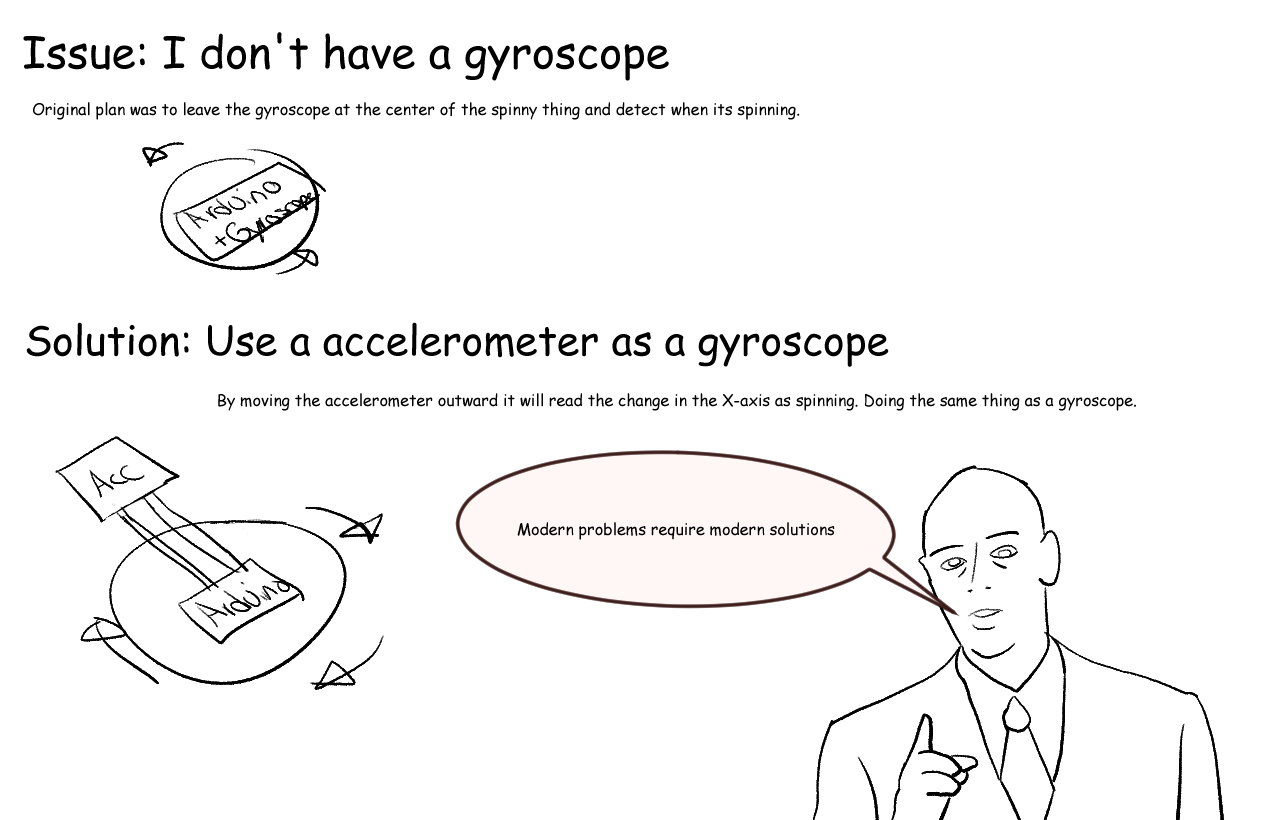 Issue: I don't have a gyroscope
Original plan was to leave the gyroscope at the center of the spinny thing and detect when its spinning.
Arduino
+Gyroscope
Solution: Use a accelerometer as a gyroscope
By moving the accelerometer outward it will read the change in the X-axis as spinning. Doing the same thing as a gyroscope.
Acc
Modern problems require modern solutions
Arduino